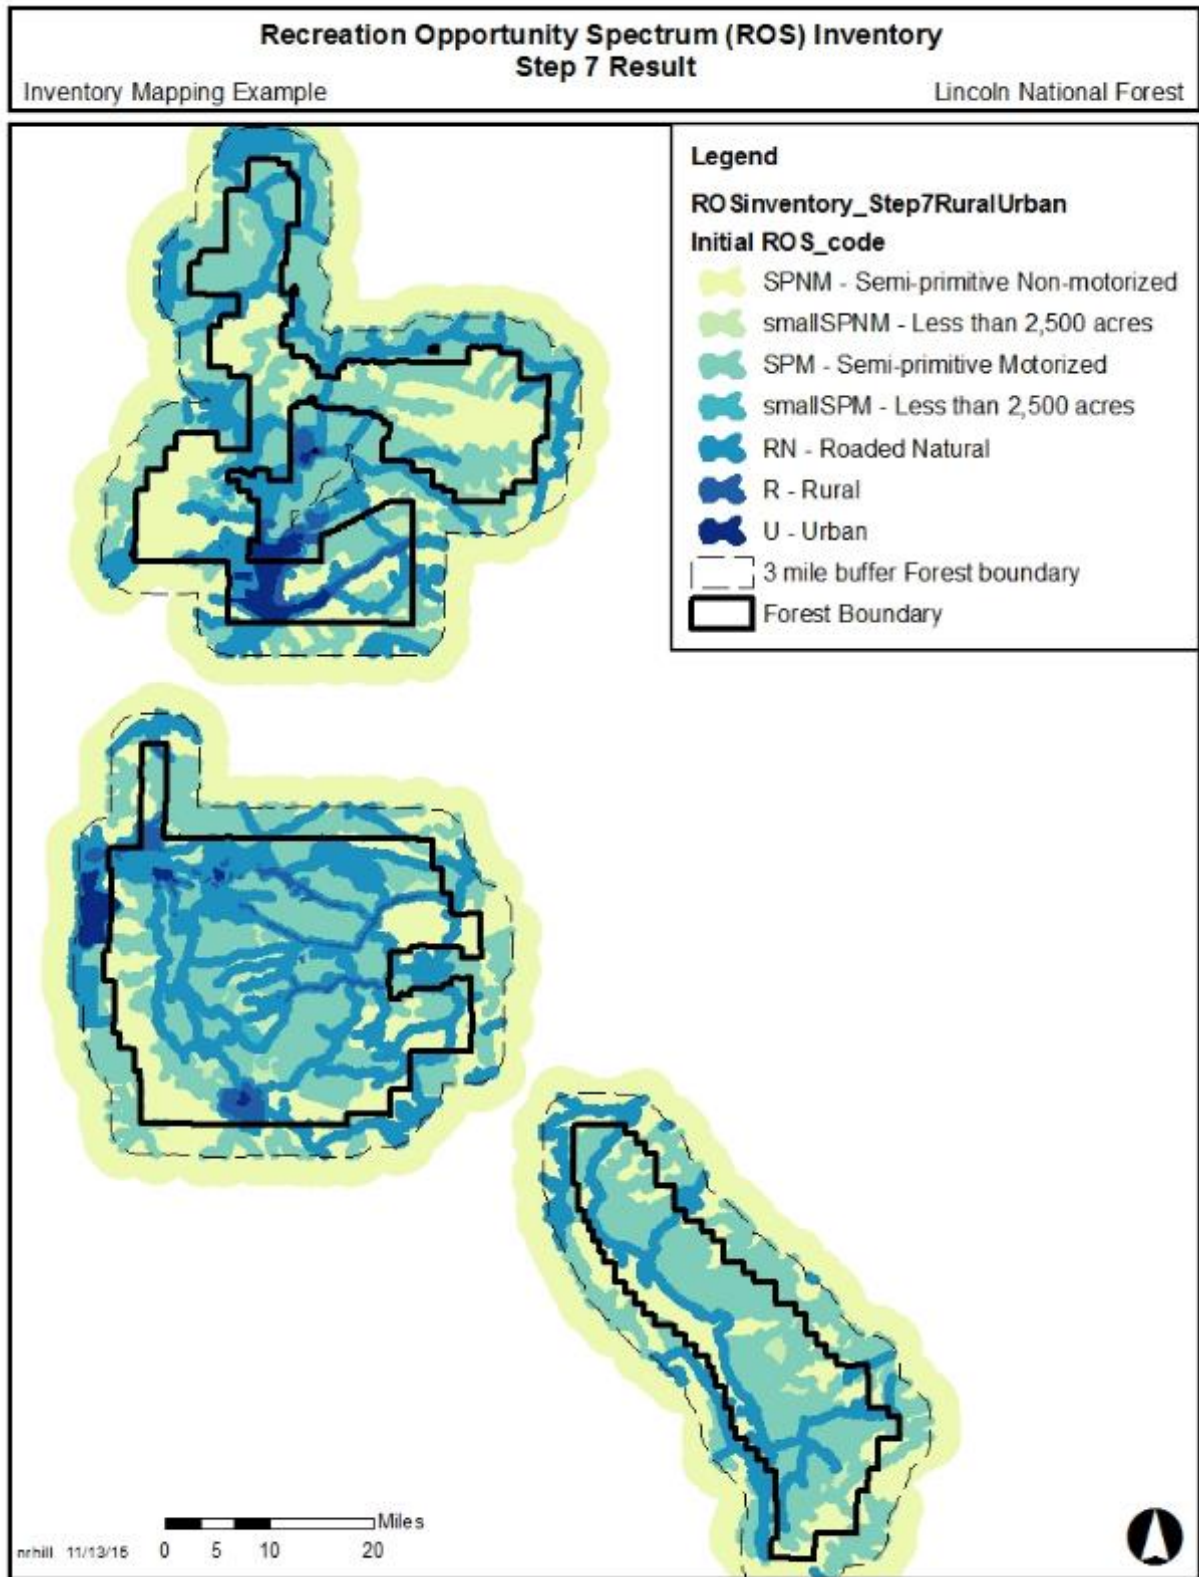 Recreation Opportunity Spectrum (ROS) Inventory
Step 7 Result
Inventory Mapping Example
Lincoln National Forest
Legend
ROSinventory_Step7RuralUrban
Initial ROS_code
SPNM - Semi-primitive Non-motorized
smallSPNM - Less than 2,500 acres
SPM - Semi-primitive Motorized
smallSPM - Less than 2,500 acres
RN - Roaded Natural
R - Rural
U - Urban
3 mile buffer Forest boundary
Forest Boundary
Miles
nrhill 11/13/15 0 5 10 20